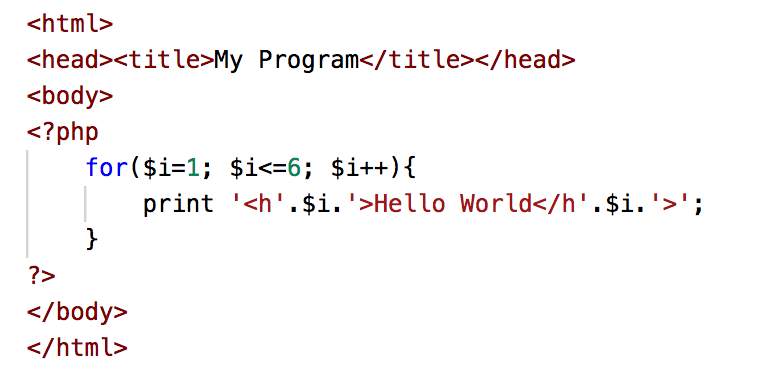 <html>
<head><title>My Program</title></head>
<body>
<?php
    for($i=1; $i<=6; $i++){
        print '<h'.$i.'>Hello World</h'.$i.'>';
    }
?>
</body>
</html>